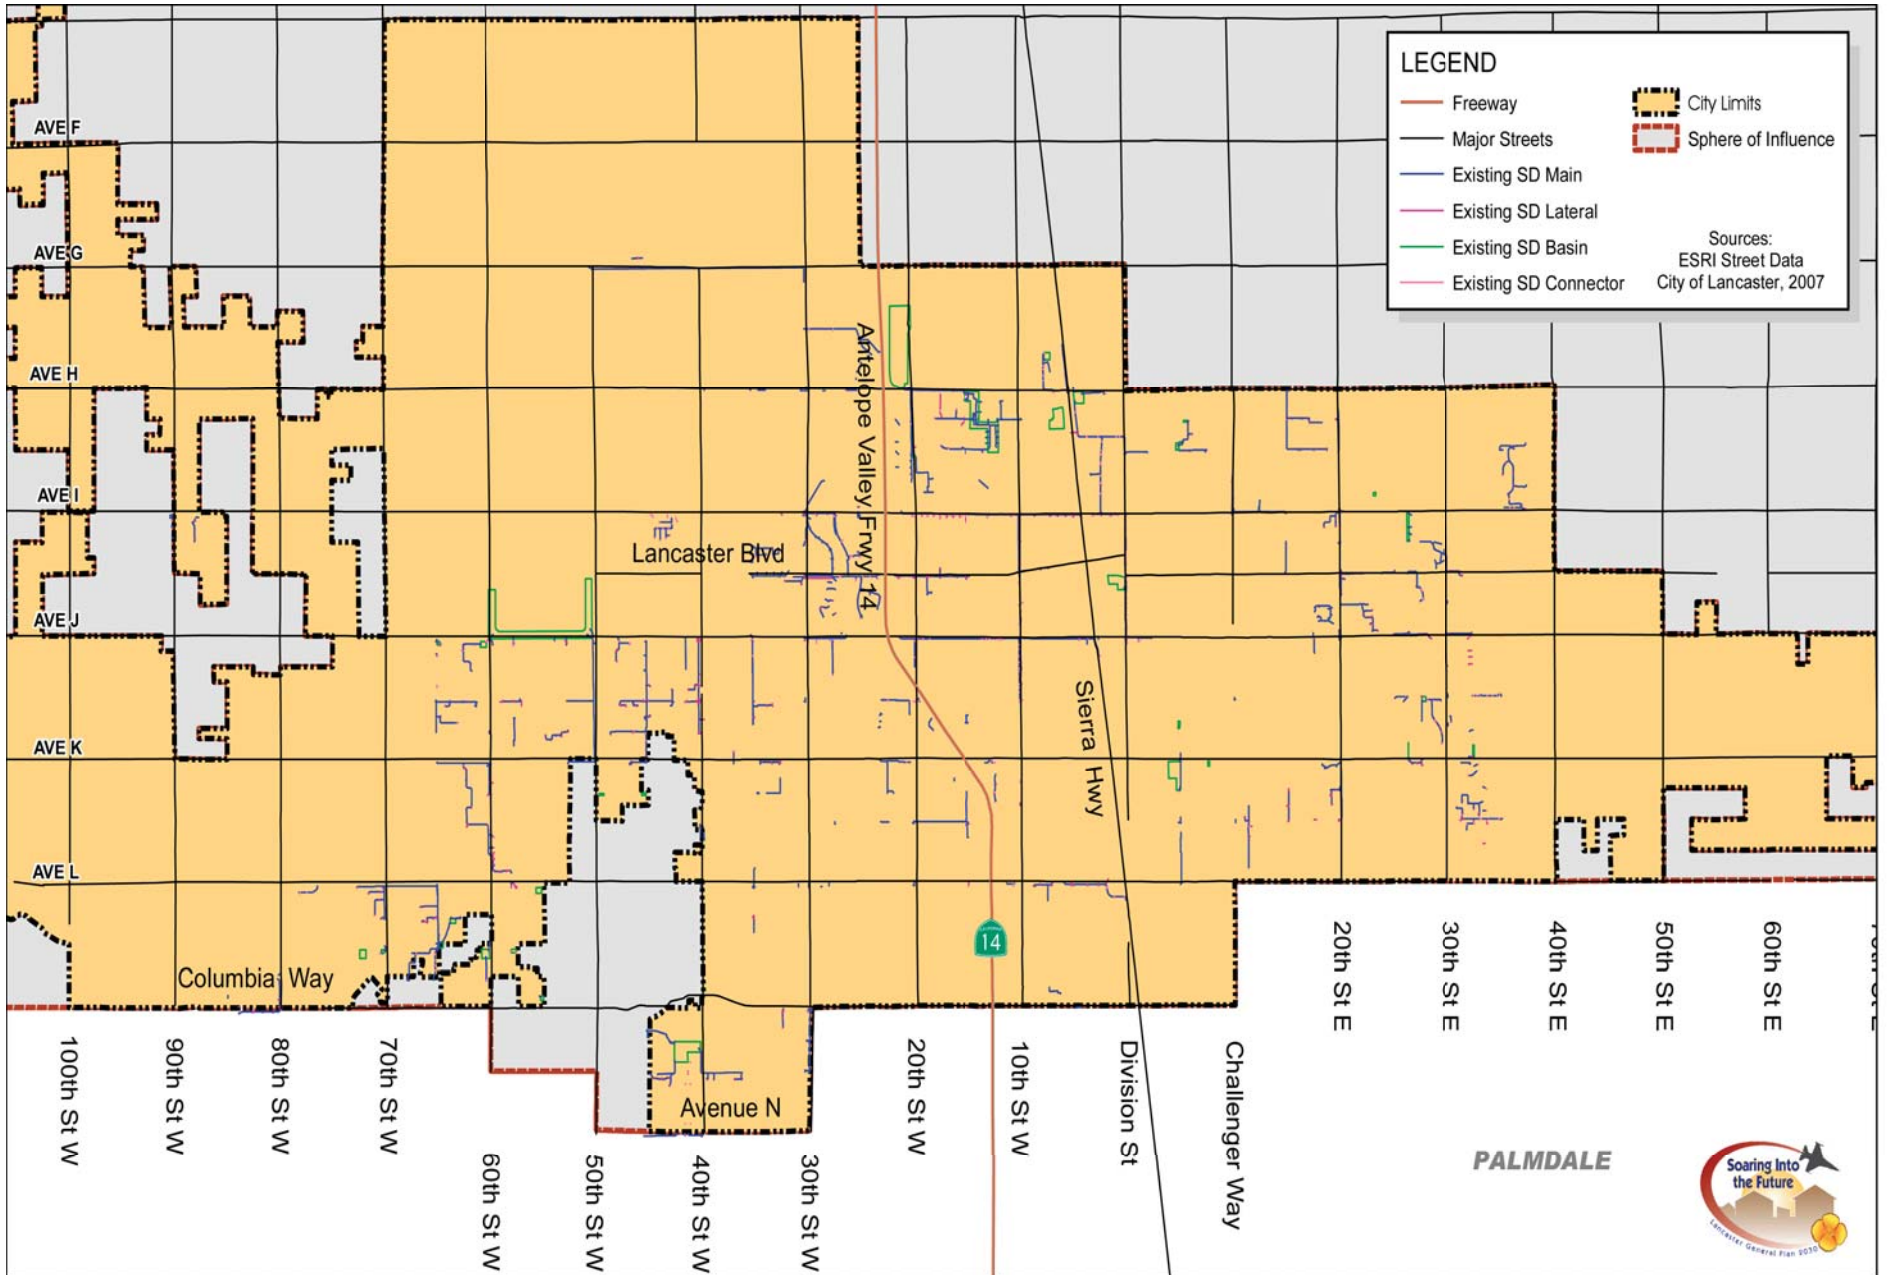 LEGEND
Freeway
Major Streets
Existing SD Main
Existing SD Lateral
Existing SD Basin
Existing SD Connector
City Limits
Sphere of Influence
Sources:
ESRI Street Data
City of Lancaster, 2007
AVE F
AVE G
AVE H
AVE I
AVE J
AVE K
AVE L
Antelope Valley Frwy 14
Lancaster Blvd
Sierra Hwy
14
Columbia Way
Avenue N
100th St W
90th St W
80th St W
70th St W
60th St W
50th St W
40th St W
30th St W
20th St W
10th St W
Division St
Challenger Way
20th St E
30th St E
40th St E
50th St E
60th St E
PALMDALE
Soaring Into
the Future
Lancaster General Plan 2030